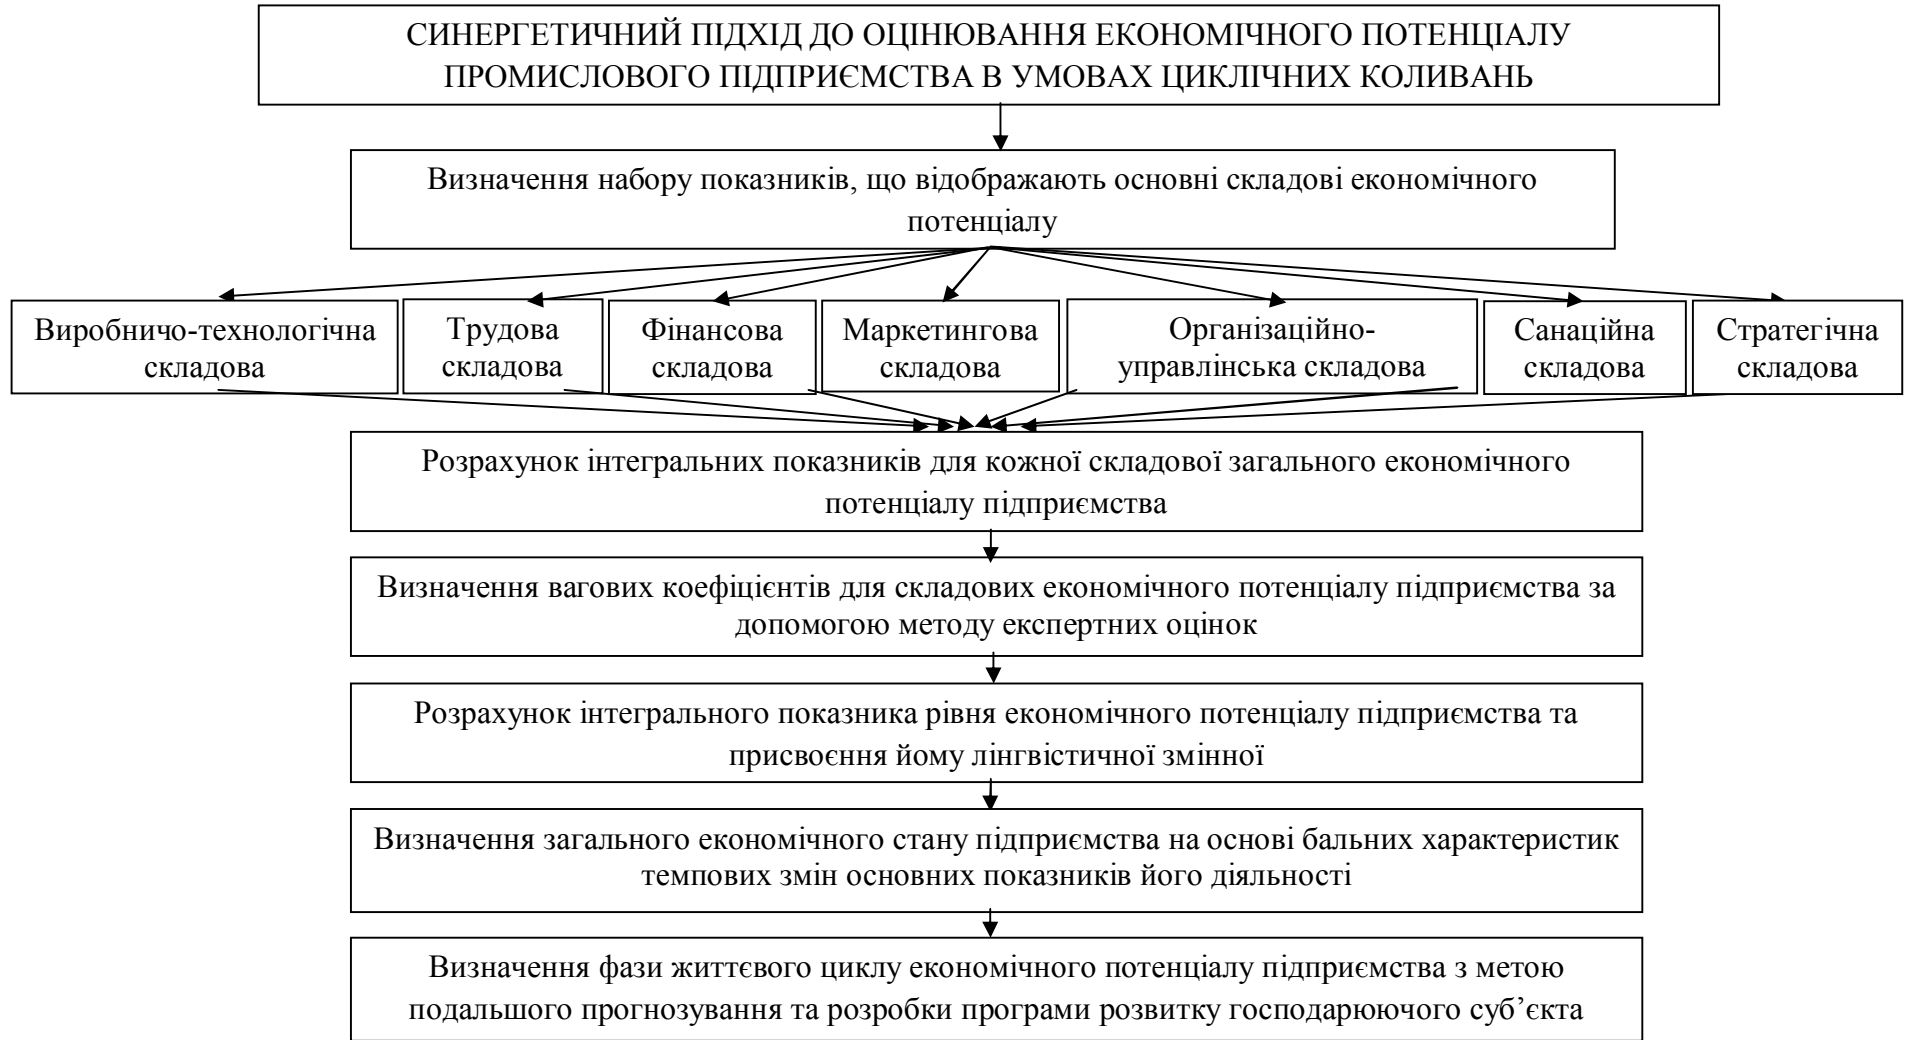 СИНЕРГЕТИЧНИЙ ПІДХІД ДО ОЦІНЮВАННЯ ЕКОНОМІЧНОГО ПОТЕНЦІАЛУ
ПРОМИСЛОВОГО ПІДПРИЄМСТВА В УМОВАХ ЦИКЛІЧНИХ КОЛИВАНЬ
Визначення набору показників, що відображають основні складові економічного
потенціалу
Виробничо-технологічна
складова
Трудова
складова
Фінансова
складова
Маркетингова
складова
Організаційно-
управлінська складова
Санаційна
складова
Стратегічна
складова
Розрахунок інтегральних показників для кожної складової загального економічного
потенціалу підприємства
Визначення вагових коефіцієнтів для складових економічного потенціалу підприємства за
допомогою методу експертних оцінок
Розрахунок інтегрального показника рівня економічного потенціалу підприємства та
присвоєння йому лінгвістичної змінної
Визначення загального економічного стану підприємства на основі бальних характеристик
темпових змін основних показників його діяльності
Визначення фази життєвого циклу економічного потенціалу підприємства з метою
подальшого прогнозування та розробки програми розвитку господарюючого суб’єкта